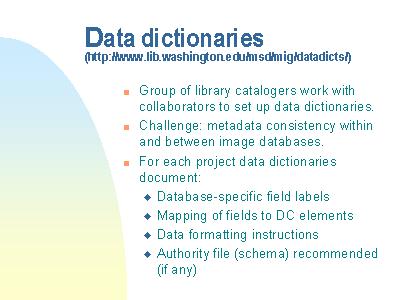 Data dictionaries
(http://www.lib.washington.edu/msd/mig/datadicts/)
Group of library catalogers work with
collaborators to set up data dictionaries.
Challenge: metadata consistency within
and between image databases.
For each project data dictionaries
document:
Database-specific field labels
Mapping of fields to DC elements
Data formatting instructions
Authority file (schema) recommended
(if any)